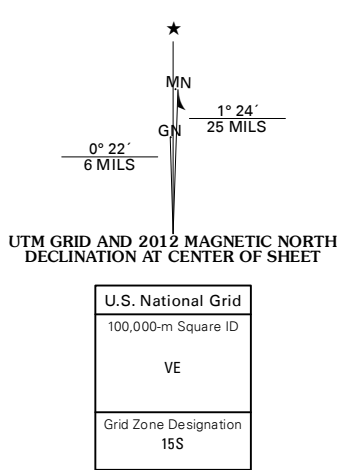 ★
MN
1° 24´
25 MILS
GN
0° 22´
6 MILS
UTM GRID AND 2012 MAGNETIC NORTH
DECLINATION AT CENTER OF SHEET
U.S. National Grid
100,000-m Square ID
VE
Grid Zone Designation
15S